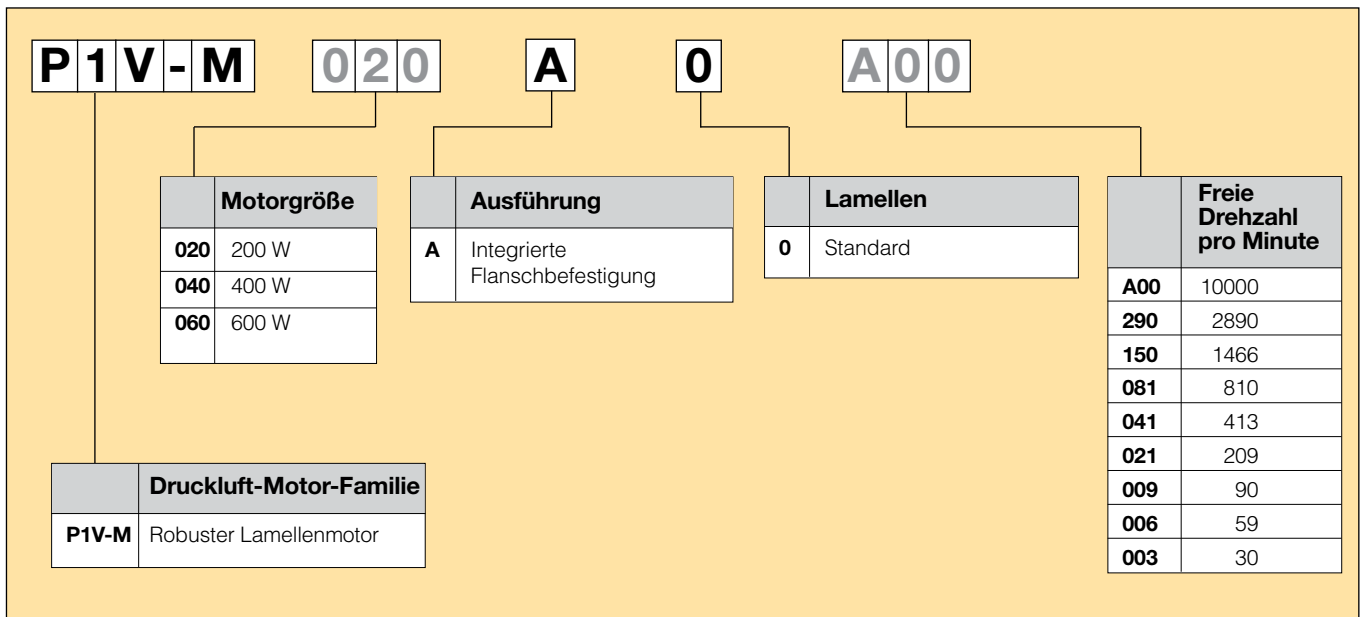 P1V-M 020 A 0 A00
Motorgröße
020 200 W
040 400 W
060 600 W
Ausführung
A Integrierte
Flanschbefestigung
Lamellen
0 Standard
Freie
Drehzahl
pro Minute
A00 10000
290 2890
150 1466
081 810
041 413
021 209
009 90
006 59
003 30
Druckluft-Motor-Familie
P1V-M Robuster Lamellenmotor